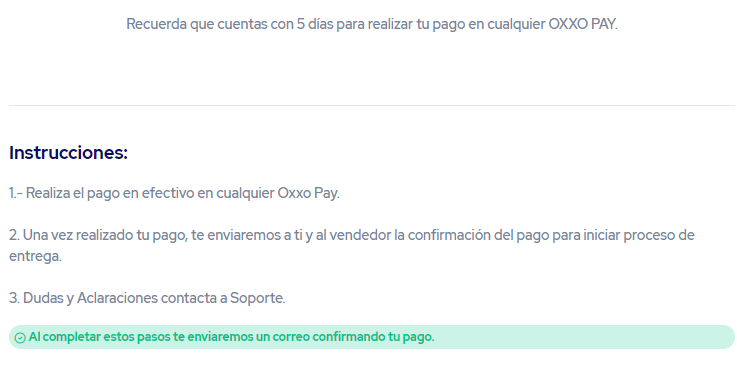 Recuerda que cuentas con 5 días para realizar tu pago en cualquier OXXO PAY.
Instrucciones:
1.- Realiza el pago en efectivo en cualquier Oxxo Pay.
2. Una vez realizado tu pago, te enviaremos a ti y al vendedor la confirmación del pago para iniciar proceso de
entrega.
3. Dudas y Aclaraciones contacta a Soporte.
Al completar estos pasos te enviaremos un correo confirmando tu pago.